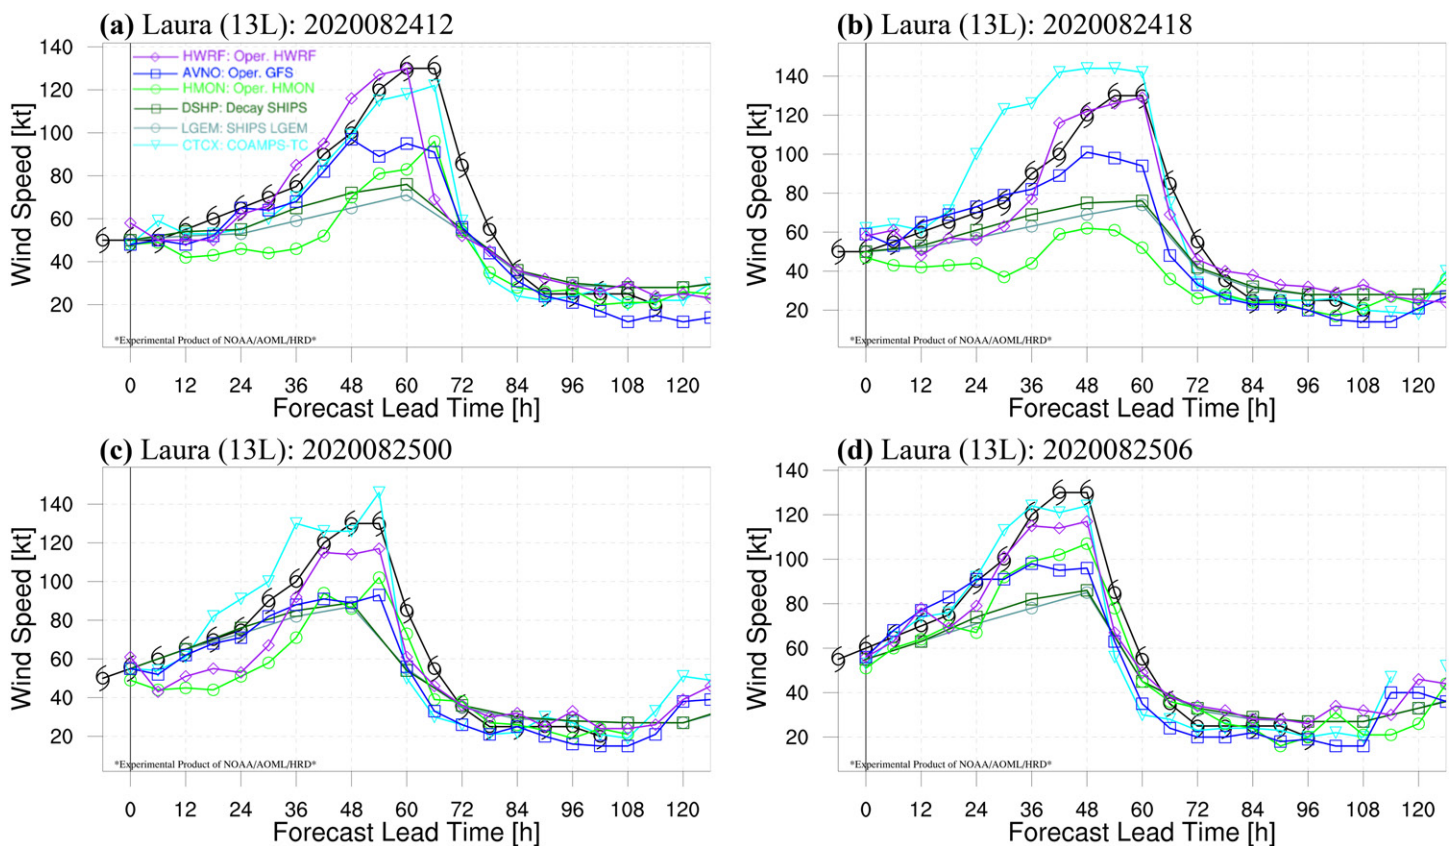 (a) Laura (13L): 2020082412
Wind Speed [kt]
140
120
100
80
60
40
20
HWRF: Oper. HWRF
AVNO: Oper. GFS
HMON: Oper. HMON
DSHP: Decay SHIPS
LGEM: SHIPS LGEM
CTCX: COAMPS-TC
*Experimental Product of NOAA/AOML/HRD*
0 12 24 36 48 60 72 84 96 108 120
Forecast Lead Time [h]
(b) Laura (13L): 2020082418
Wind Speed [kt]
140
120
100
80
60
40
20
*Experimental Product of NOAA/AOML/HRD*
0 12 24 36 48 60 72 84 96 108 120
Forecast Lead Time [h]
(c) Laura (13L): 2020082500
Wind Speed [kt]
140
120
100
80
60
40
20
*Experimental Product of NOAA/AOML/HRD*
0 12 24 36 48 60 72 84 96 108 120
Forecast Lead Time [h]
(d) Laura (13L): 2020082506
Wind Speed [kt]
140
120
100
80
60
40
20
*Experimental Product of NOAA/AOML/HRD*
0 12 24 36 48 60 72 84 96 108 120
Forecast Lead Time [h]